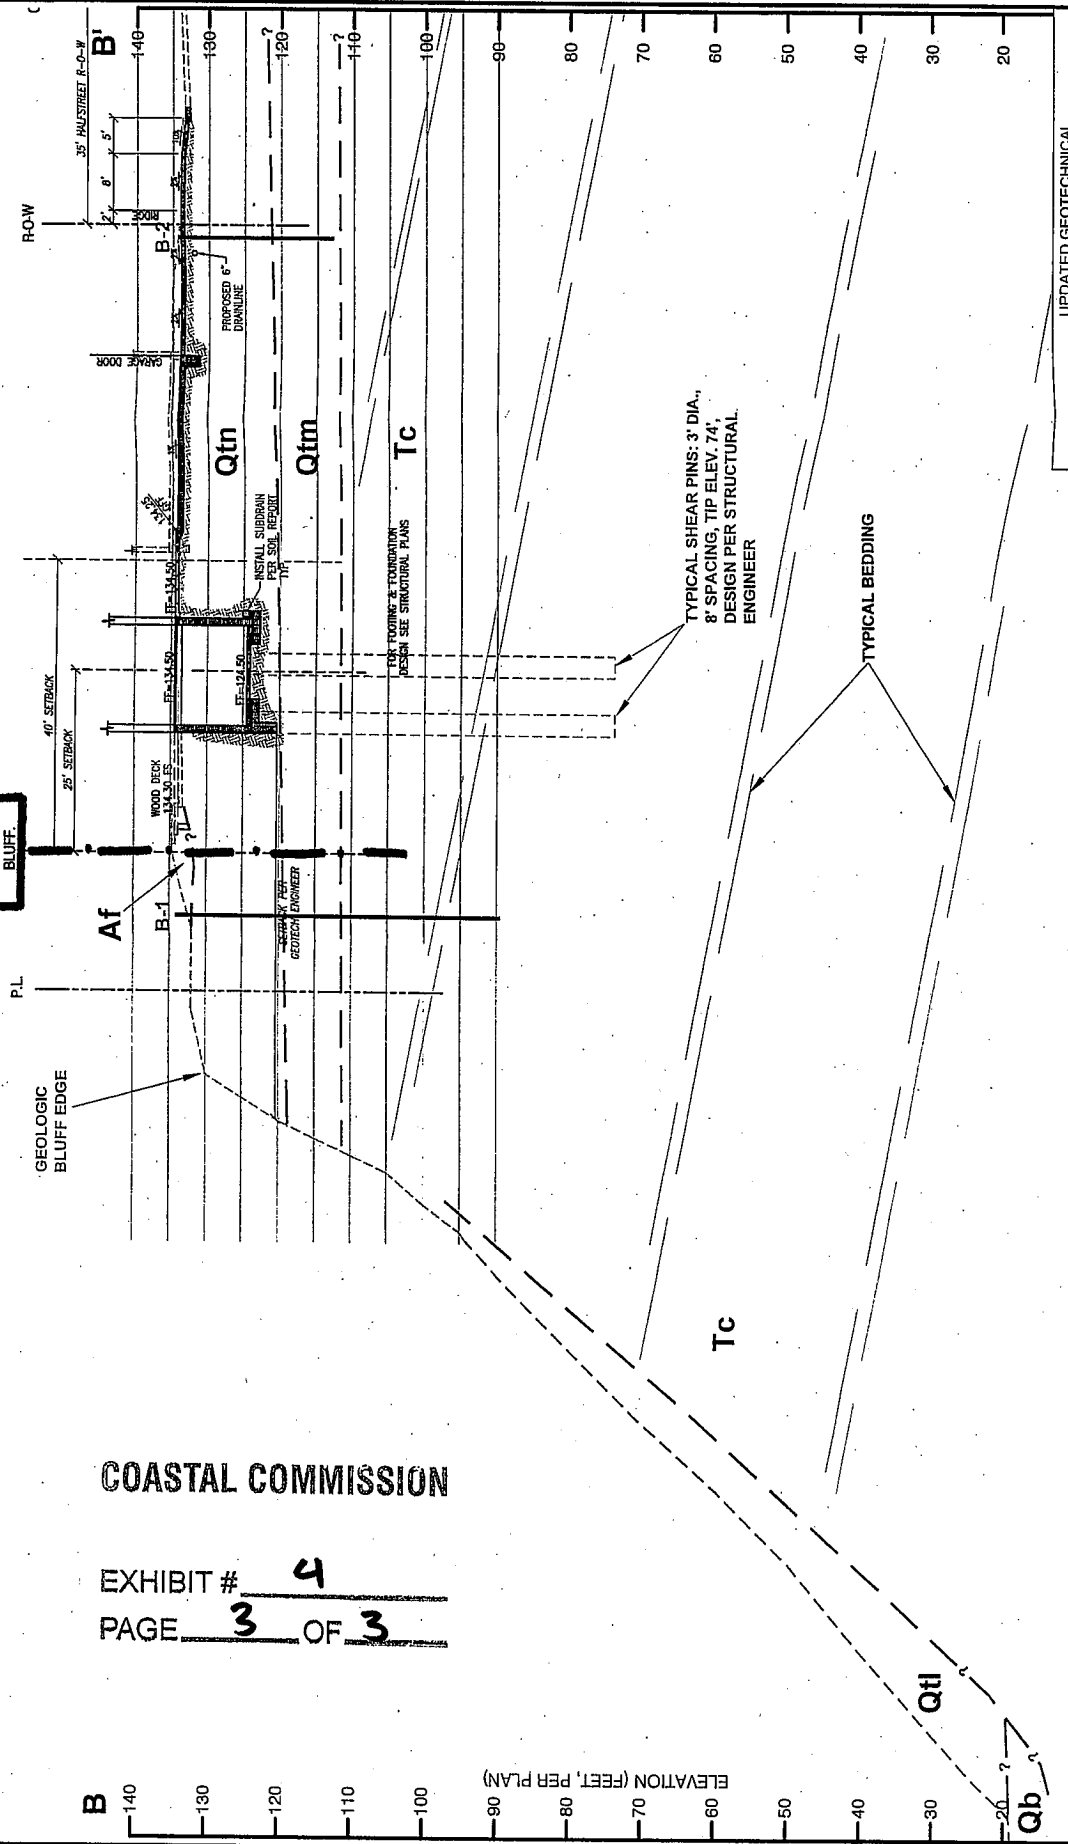 BLUFF.
P.L.
R-O-W
35' HALFSTREET R-O-W
2'
8'
5'
40' SETBACK
25' SETBACK
GEOLOGIC
BLUFF EDGE
Af
B-1
WOOD DECK
134.30 FS
FF=134.50
FF=134.50
FF=124.50
GARAGE DOOR
B-2
RIDGE
PROPOSED 6"
DRAINLINE
INSTALL SUBDRAIN
PER SOIL REPORT
TYP.
SETBACK PER
GEOTECH ENGINEER
FOR FOOTING & FOUNDATION
DESIGN SEE STRUCTURAL PLANS
Qtn
Qtm
Tc
TYPICAL SHEAR PINS: 3' DIA.,
8' SPACING, TIP ELEV. 74',
DESIGN PER STRUCTURAL
ENGINEER
TYPICAL BEDDING
Tc
Qtl
Qb
B
140
130
120
110
100
90
80
70
60
50
40
30
20
ELEVATION (FEET, PER PLAN)
B'
140
130
120
110
100
90
80
70
60
50
40
30
20
COASTAL COMMISSION
EXHIBIT # 4
PAGE 3 OF 3
UPDATED GEOTECHNICAL